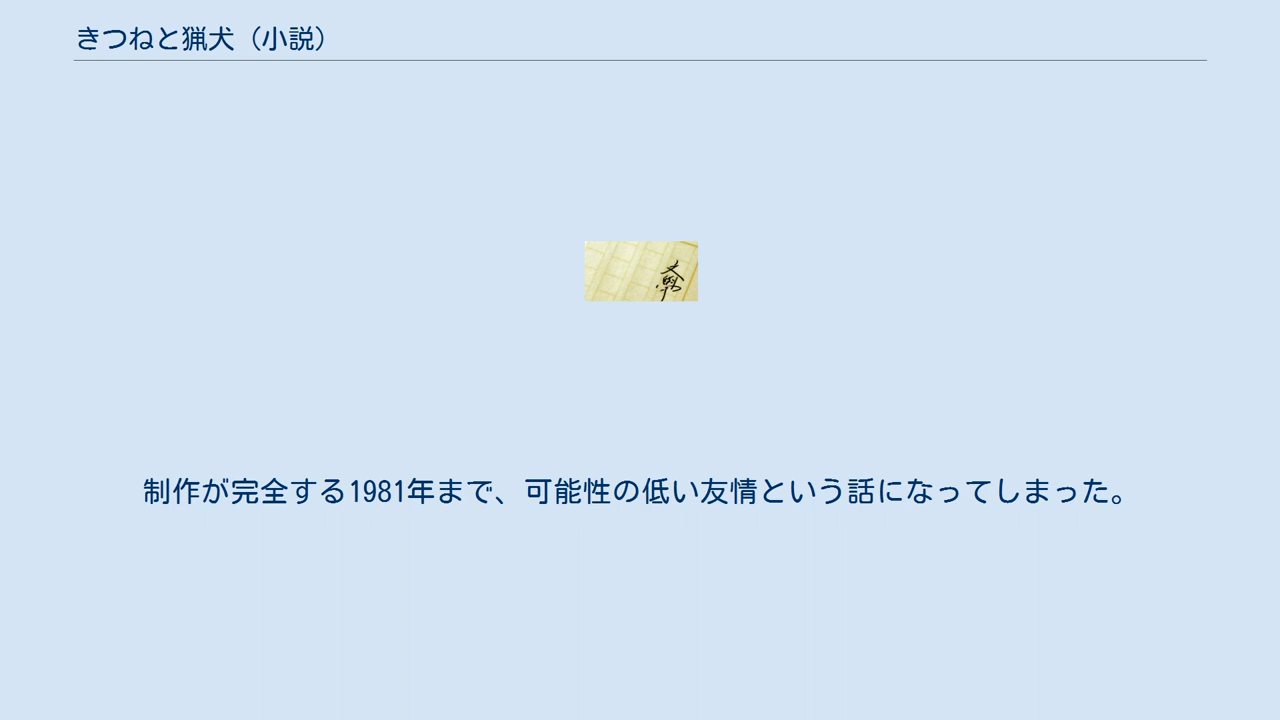 きつねと猟犬（小説）
制作が完全する1981年まで、可能性の低い友情という話になってしまった。